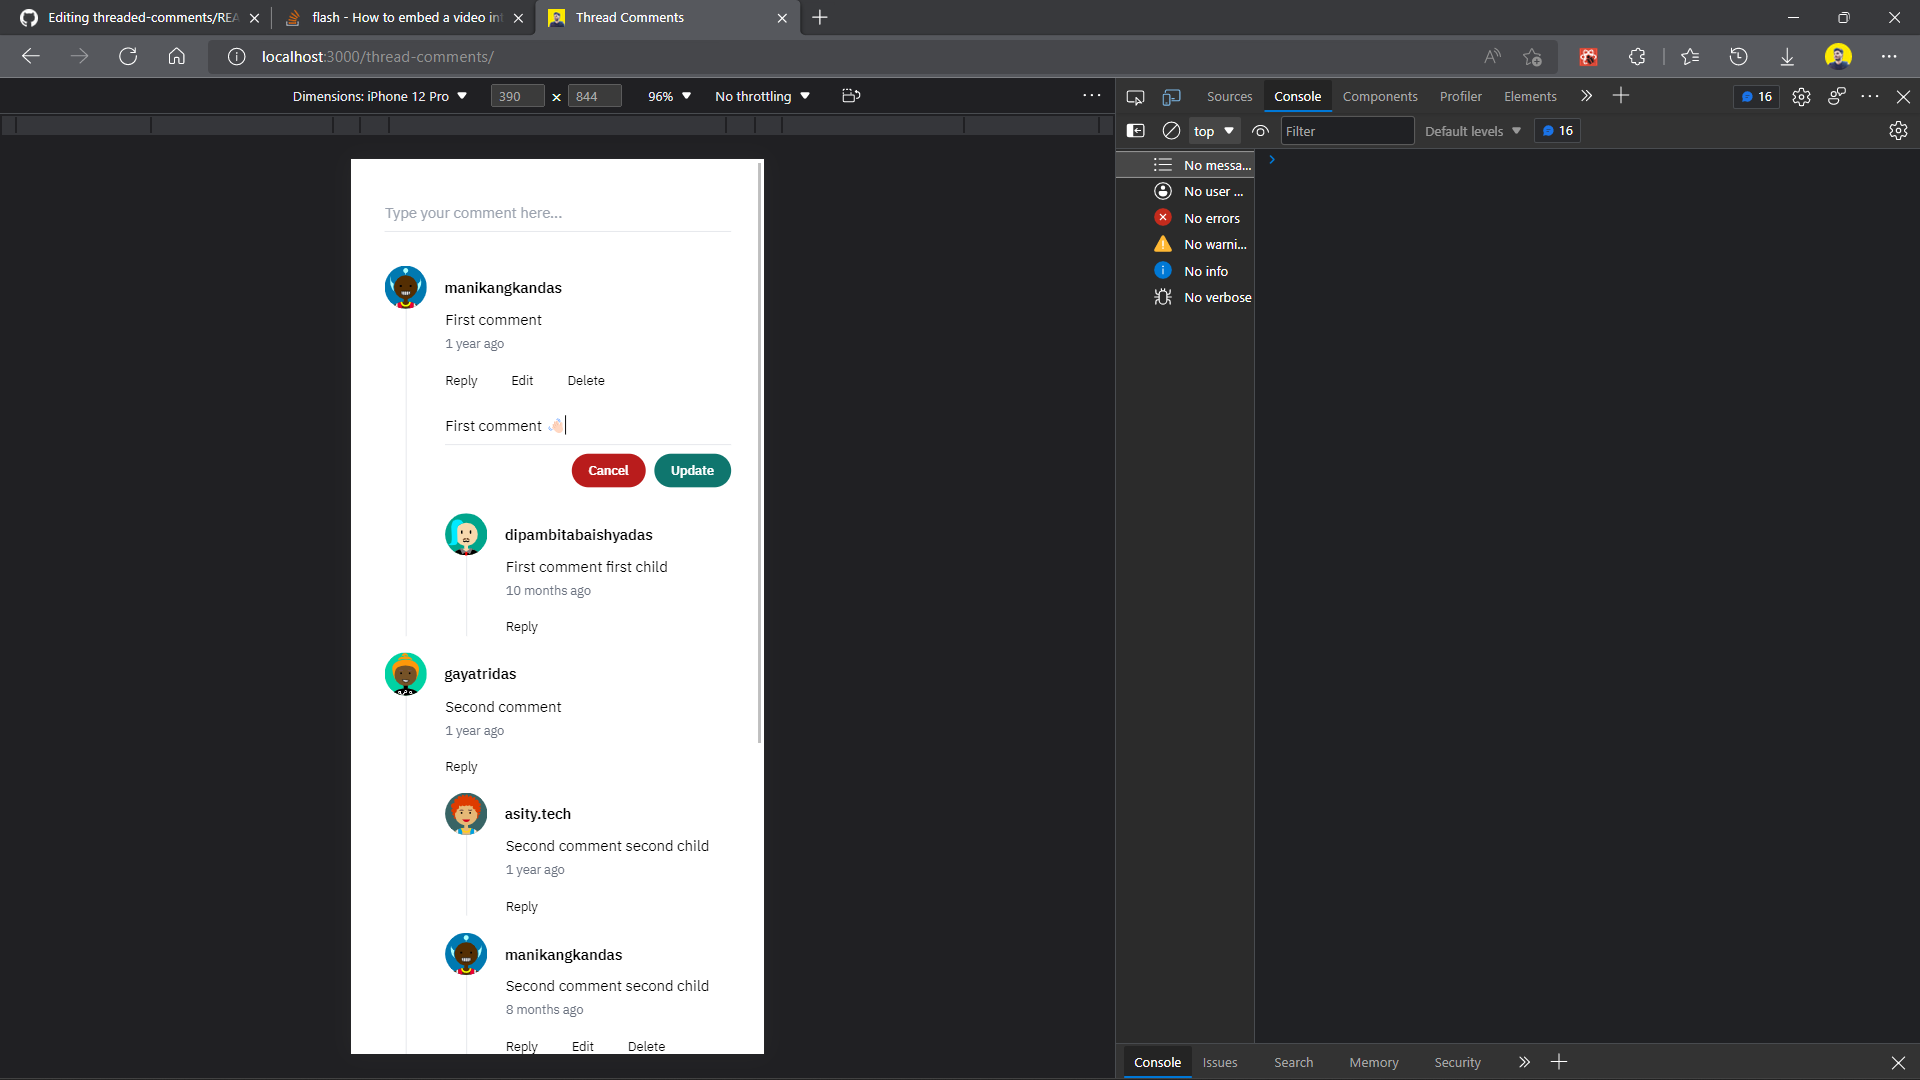 Editing threaded-comments/REA
flash - How to embed a video in
Thread Comments
localhost:3000/thread-comments/
Dimensions: iPhone 12 Pro 390 × 844 96% No throttling
Sources Console Components Profiler Elements 16
top Filter Default levels 16
No messa...
No user ...
No errors
No warni...
No info
No verbose
Type your comment here...
manikangkandas
First comment
1 year ago
Reply Edit Delete
First comment 👋🏻
Cancel Update
dipambitabaishyadas
First comment first child
10 months ago
Reply
gayatridas
Second comment
1 year ago
Reply
asity.tech
Second comment second child
1 year ago
Reply
manikangkandas
Second comment second child
8 months ago
Reply Edit Delete
Console Issues Search Memory Security